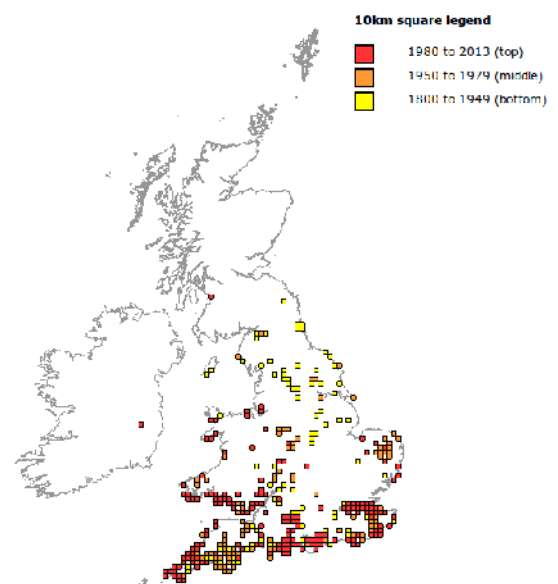 10km square legend
1980 to 2013 (top)
1950 to 1979 (middle)
1800 to 1949 (bottom)